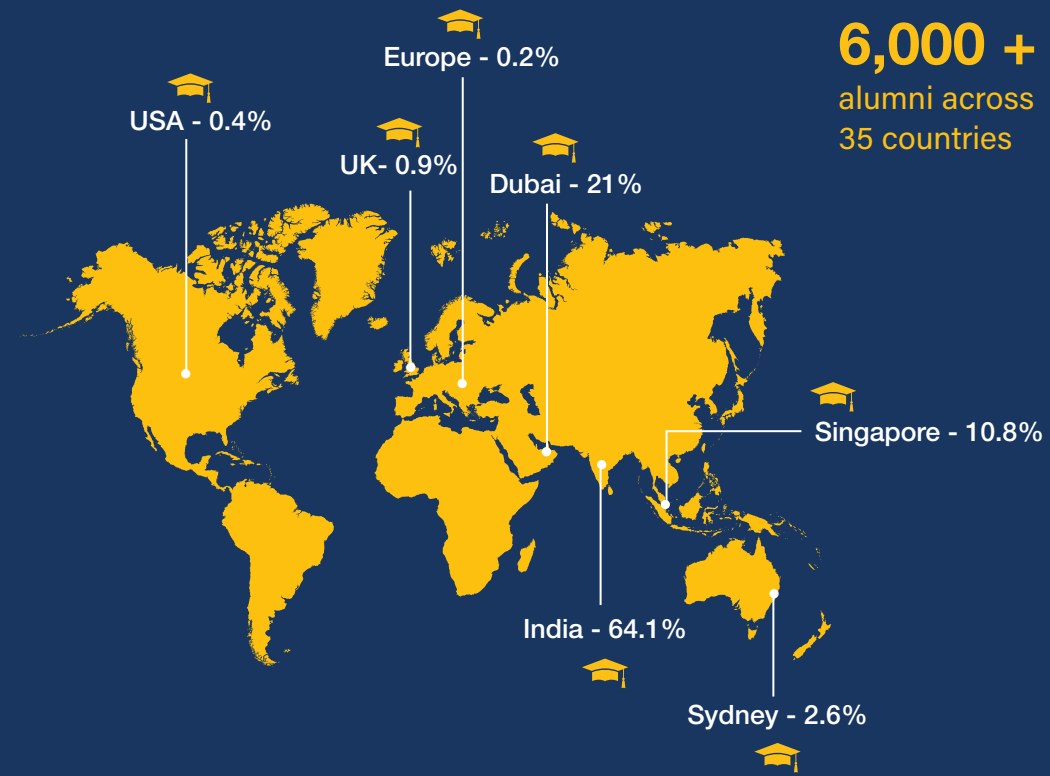 6,000 +
alumni across
35 countries
Europe - 0.2%
USA - 0.4%
UK- 0.9%
Dubai - 21%
Singapore - 10.8%
India - 64.1%
Sydney - 2.6%